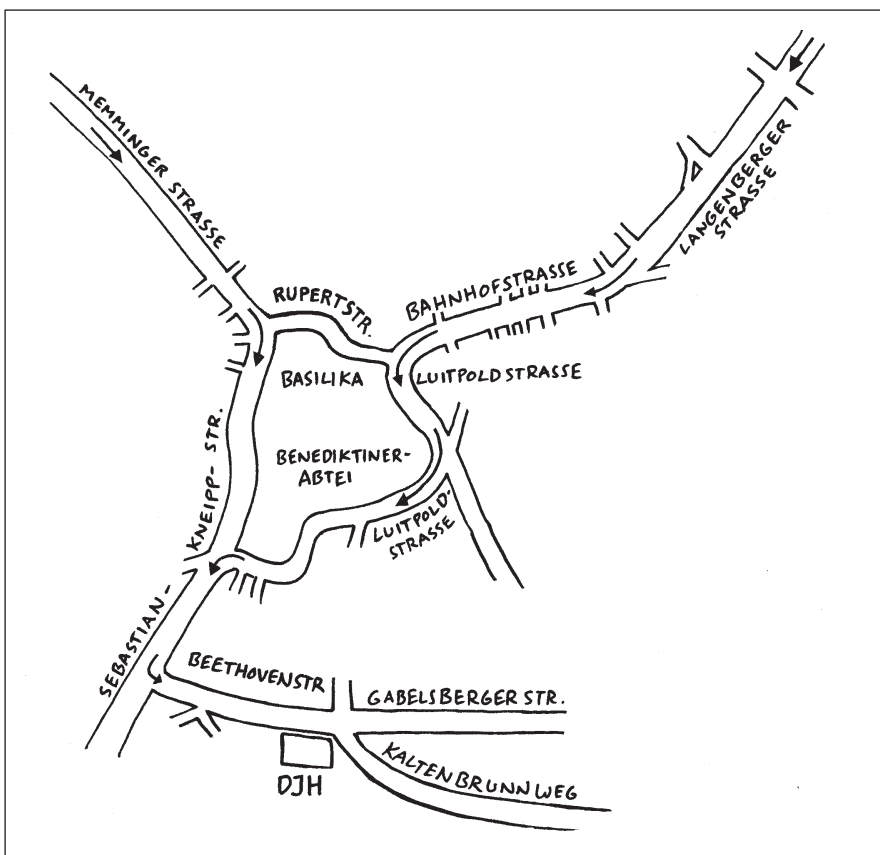 MEMMINGER STRASSE
LANGENBERGER
STRASSE
RUPERTSTR.
BAHNHOFSTRASSE
BASILIKA
LUITPOLDSTRASSE
BENEDIKTINER-
ABTEI
LUITPOLD-
STRASSE
SEBASTIAN-
KNEIPP- STR.
BEETHOVENSTR
GABELSBERGER STR.
KALTENBRUNNWEG
DJH